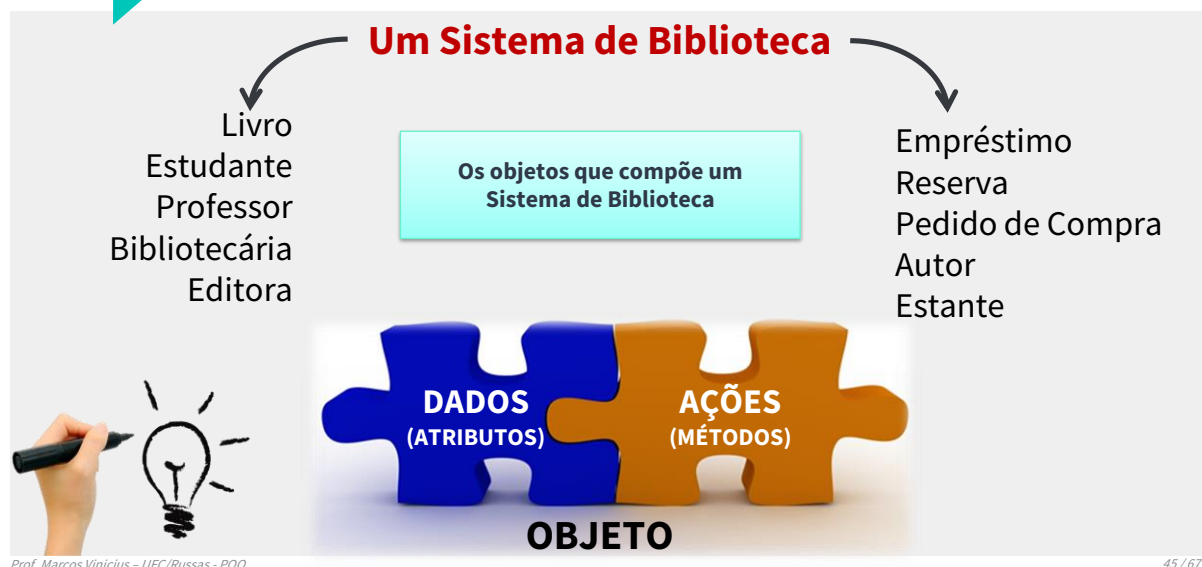 Um Sistema de Biblioteca
Livro
Estudante
Professor
Bibliotecária
Editora
Os objetos que compõe um
Sistema de Biblioteca
Empréstimo
Reserva
Pedido de Compra
Autor
Estante
DADOS
(ATRIBUTOS)
AÇÕES
(MÉTODOS)
OBJETO
Prof. Marcos Vinicius – UFC/Russas - POO
45 / 67